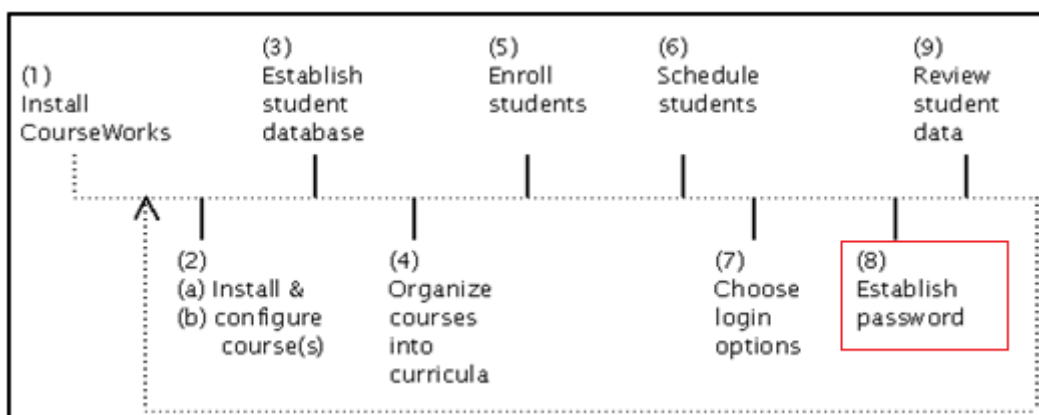 (1)
Install
CourseWorks
(2)
(a) Install &
(b) configure
course(s)
(3)
Establish
student
database
(4)
Organize
courses
into
curricula
(5)
Enroll
students
(6)
Schedule
students
(7)
Choose
login
options
(8)
Establish
password
(9)
Review
student
data